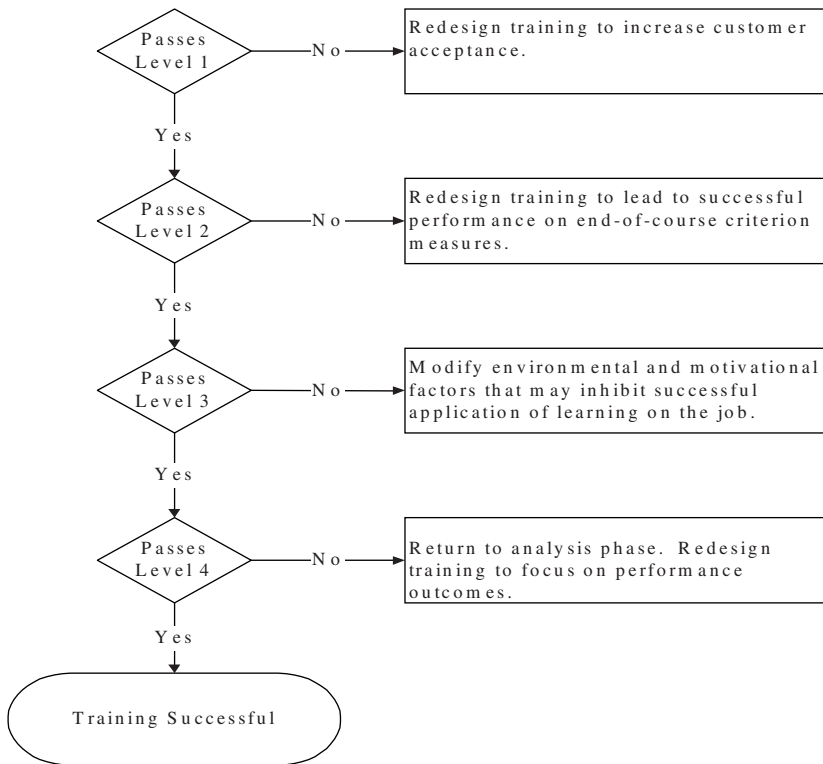 Passes
Level 1
No
Redesign training to increase customer
acceptance.
Yes
Passes
Level 2
No
Redesign training to lead to successful
performance on end-of-course criterion
measures.
Yes
Passes
Level 3
No
Modify environmental and motivational
factors that may inhibit successful
application of learning on the job.
Yes
Passes
Level 4
No
Return to analysis phase. Redesign
training to focus on performance
outcomes.
Yes
Training Successful